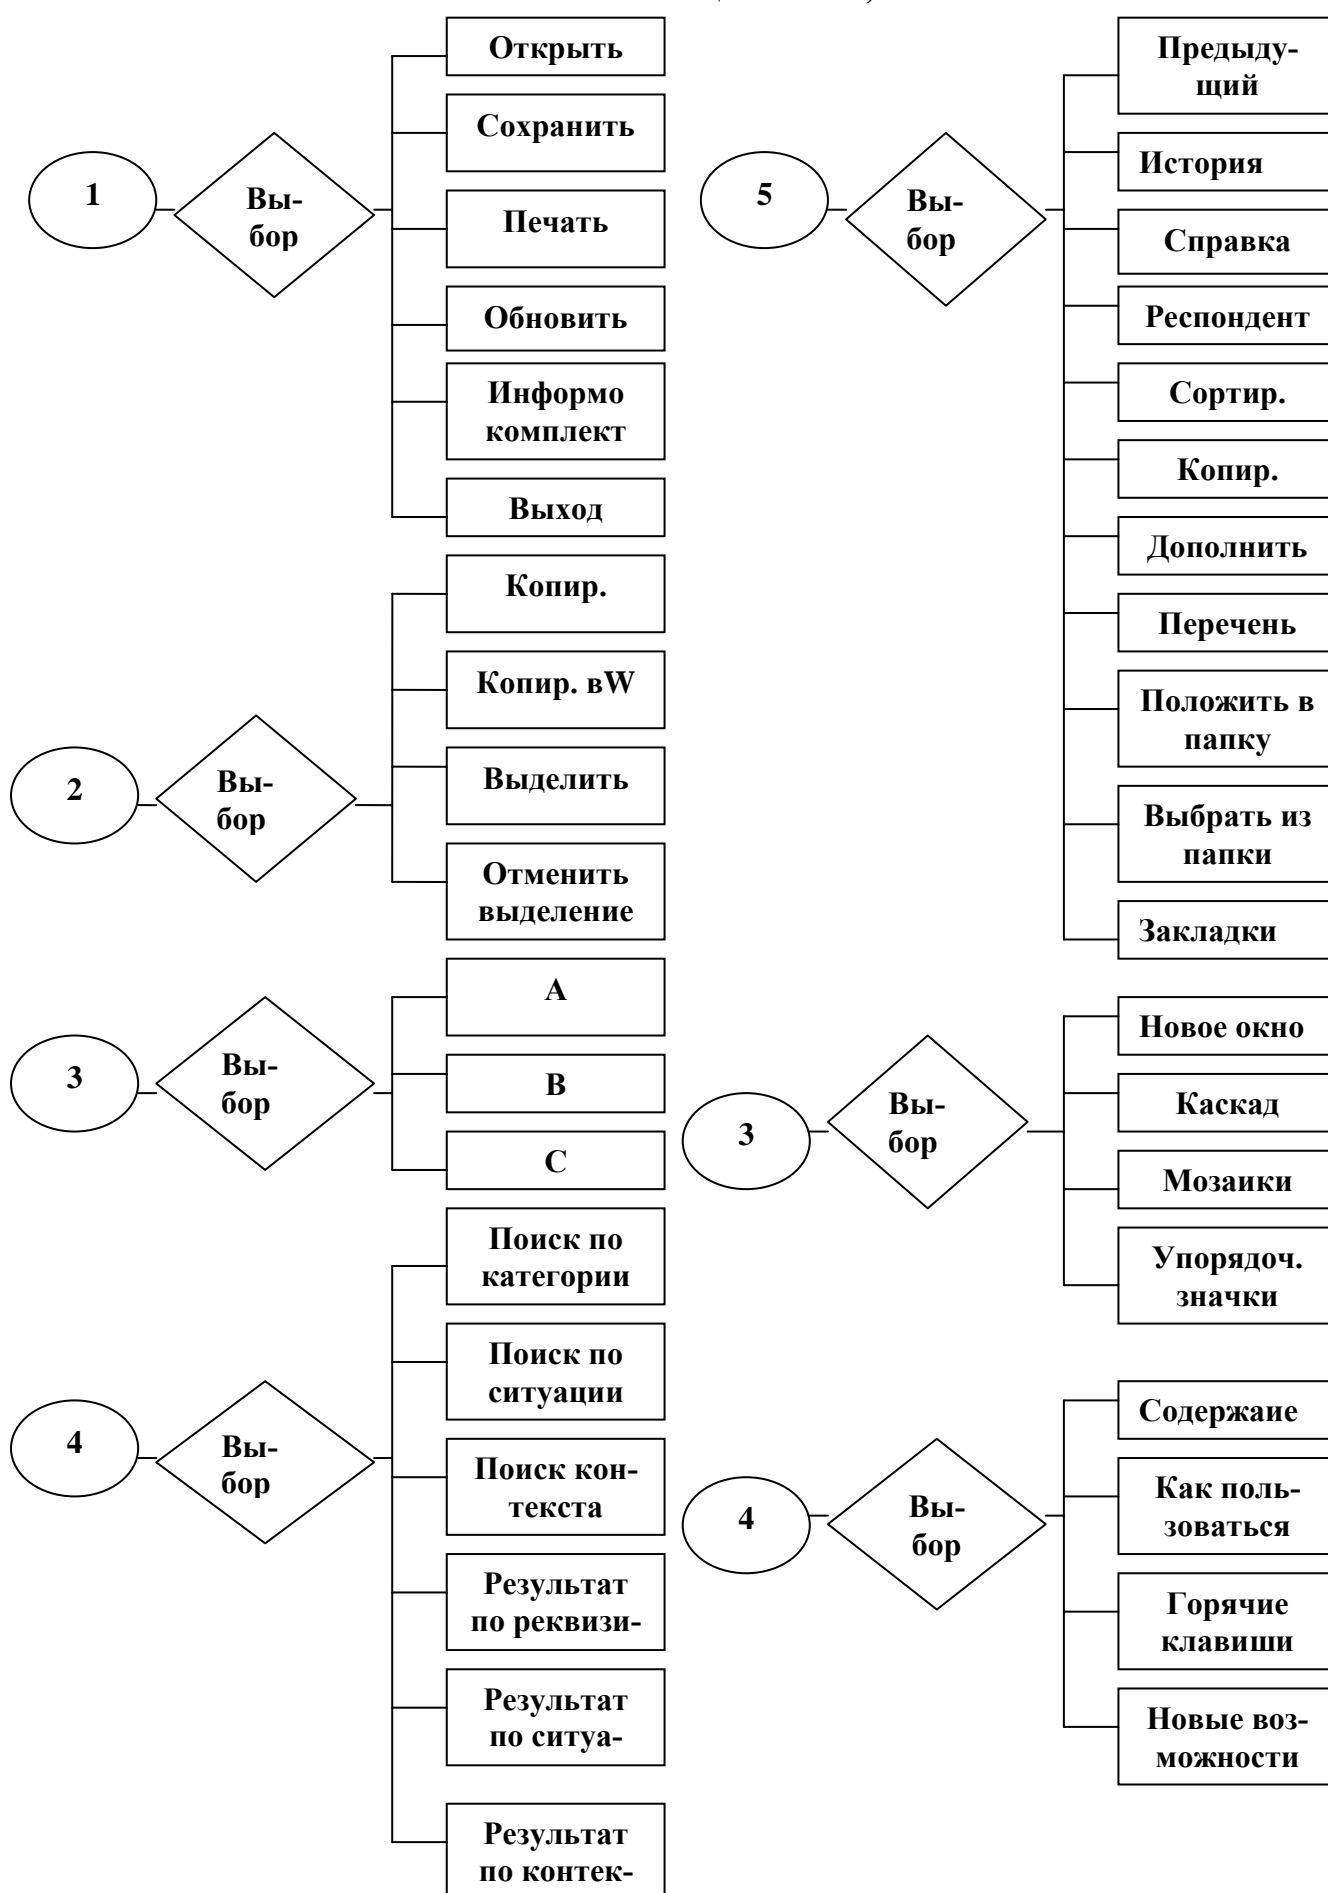 1
Вы-
бор
Открыть
Сохранить
Печать
Обновить
Информо
комплект
Выход
2
Вы-
бор
Копир.
Копир. вW
Выделить
Отменить
выделение
3
Вы-
бор
А
В
С
4
Вы-
бор
Поиск по
категории
Поиск по
ситуации
Поиск кон-
текста
Результат
по реквизи-
Результат
по ситуа-
Результат
по контек-
5
Вы-
бор
Предыду-
щий
История
Справка
Респондент
Сортир.
Копир.
Дополнить
Перечень
Положить в
папку
Выбрать из
папки
Закладки
3
Вы-
бор
Новое окно
Каскад
Мозаики
Упорядоч.
значки
4
Вы-
бор
Содержаие
Как поль-
зоваться
Горячие
клавиши
Новые воз-
можности